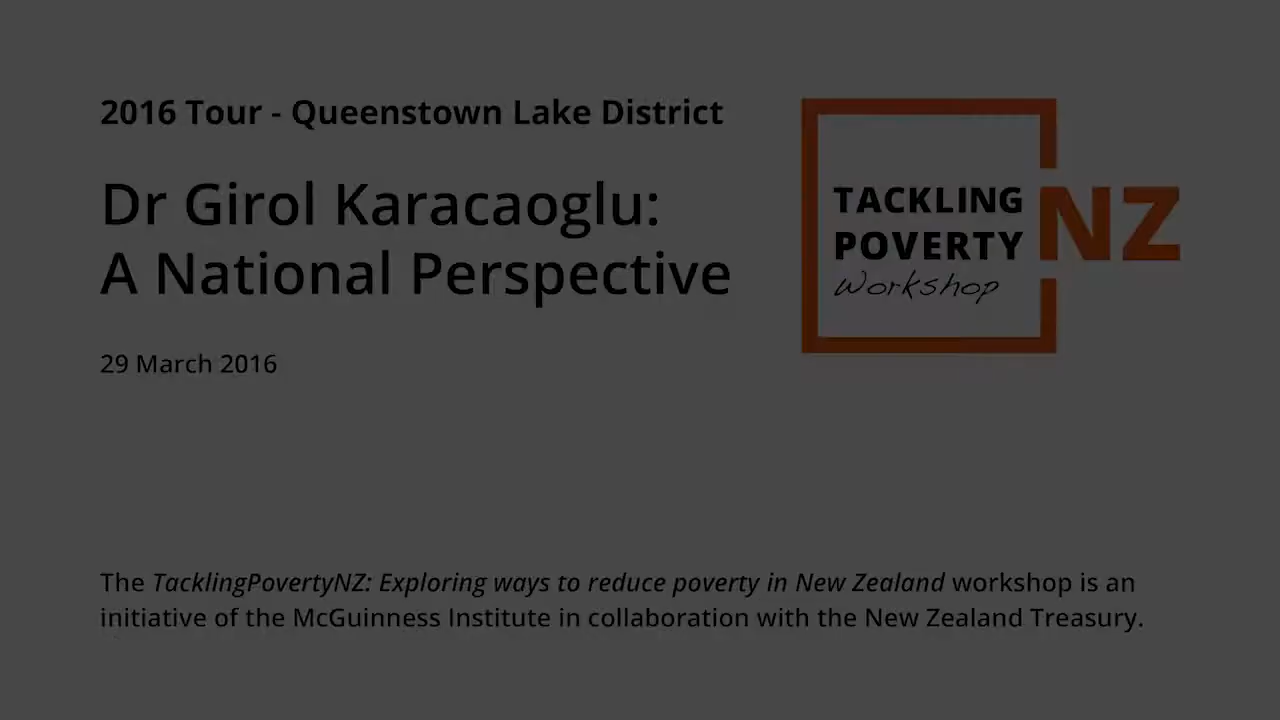 2016 Tour - Queenstown Lake District
Dr Girol Karacaoglu:
A National Perspective
29 March 2016
TACKLING
POVERTY
Workshop
NZ
The TacklingPovertyNZ: Exploring ways to reduce poverty in New Zealand workshop is an
initiative of the McGuinness Institute in collaboration with the New Zealand Treasury.